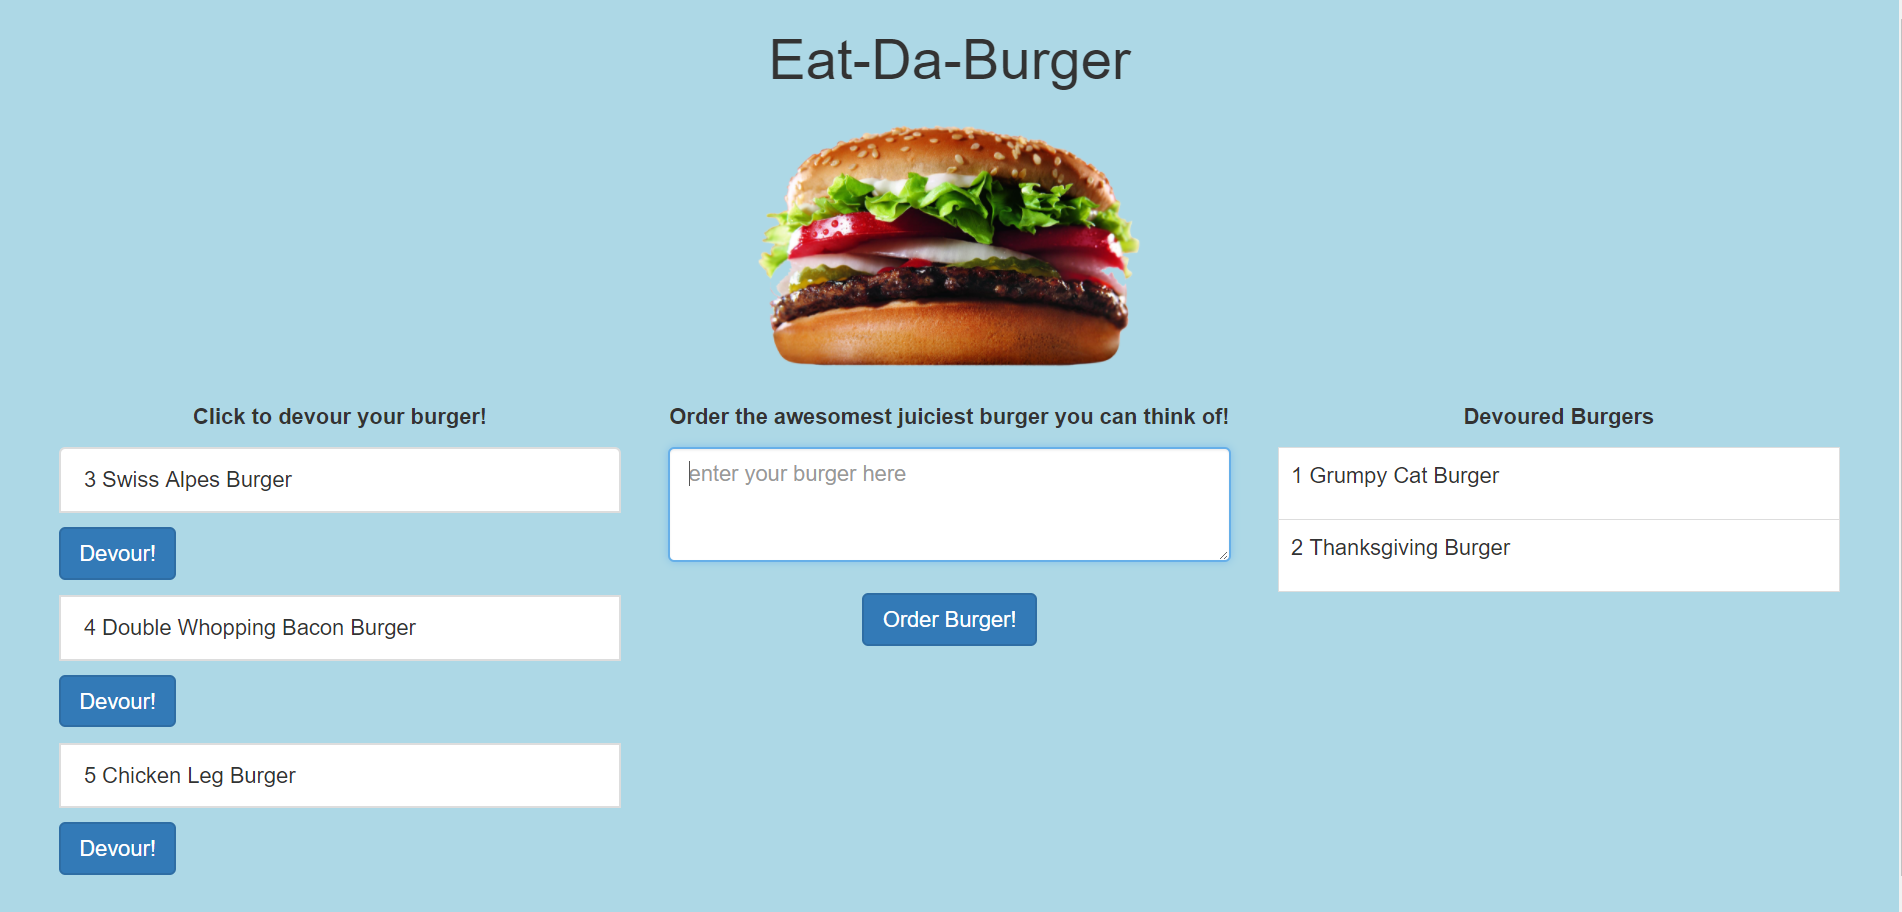 Eat-Da-Burger
Click to devour your burger!
3 Swiss Alpes Burger
Devour!
4 Double Whopping Bacon Burger
Devour!
5 Chicken Leg Burger
Devour!
Order the awesomest juiciest burger you can think of!
enter your burger here
Order Burger!
Devoured Burgers
1 Grumpy Cat Burger
2 Thanksgiving Burger